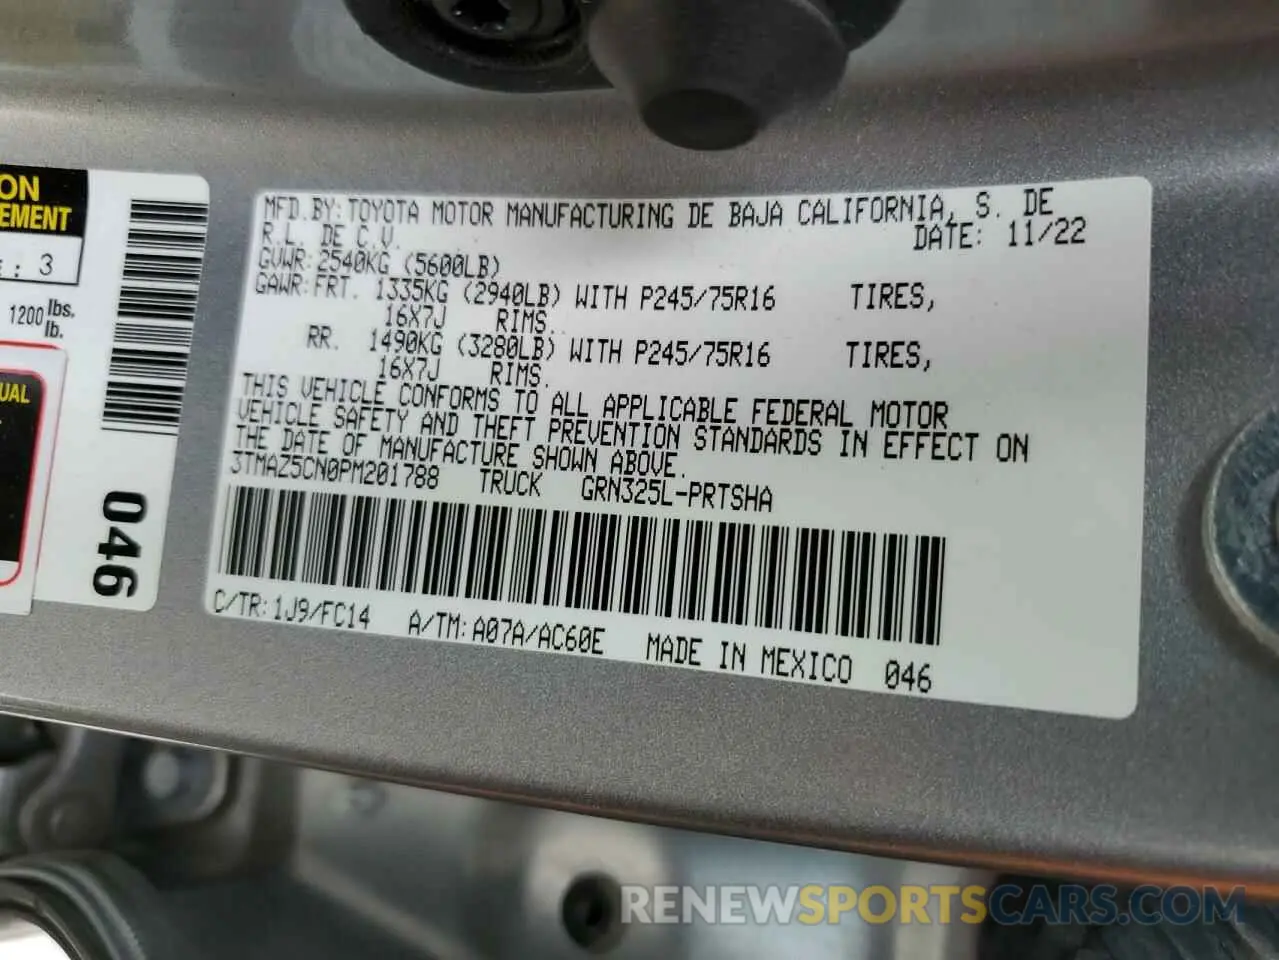 ON
EMENT
: 3
1200 lbs.
lb.
UAL
046
MFD.BY:TOYOTA MOTOR MANUFACTURING DE BAJA CALIFORNIA, S. DE
R.L. DE C.V.
DATE: 11/22
GVWR:2540KG (5600LB)
GAWR:FRT. 1335KG (2940LB) WITH P245/75R16 TIRES,
16X7J RIMS.
RR. 1490KG (3280LB) WITH P245/75R16 TIRES,
16X7J RIMS.
THIS VEHICLE CONFORMS TO ALL APPLICABLE FEDERAL MOTOR
VEHICLE SAFETY AND THEFT PREVENTION STANDARDS IN EFFECT ON
THE DATE OF MANUFACTURE SHOWN ABOVE.
3TMAZ5CN0PM201788 TRUCK GRN325L-PRTSHA
C/TR:1J9/FC14 A/TM:A07A/AC60E MADE IN MEXICO 046
RENEWSPORTSCARS.COM